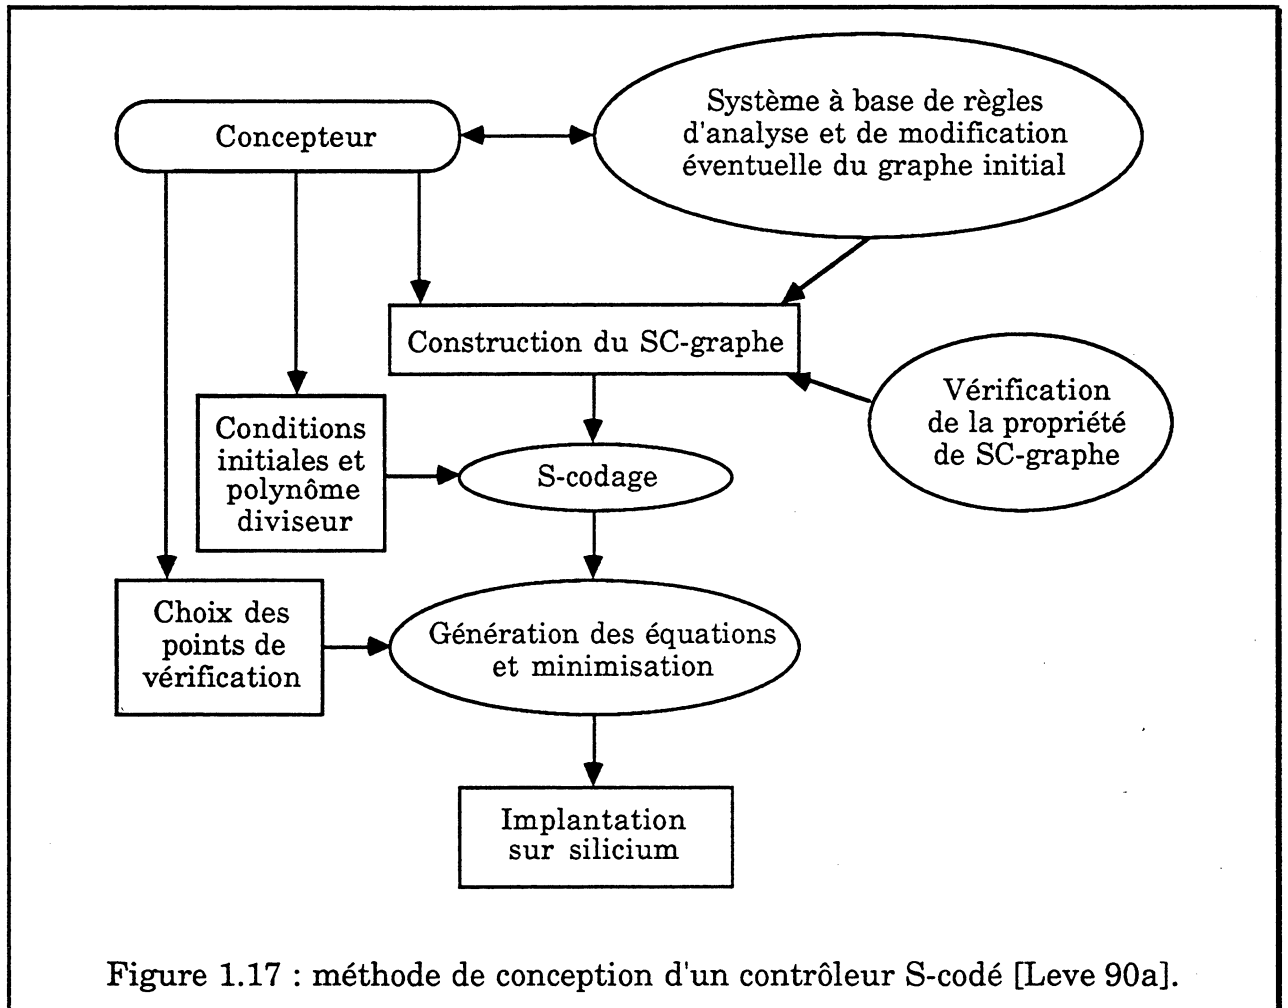 Système à base de règles
d'analyse et de modification
éventuelle du graphe initial
Concepteur
Construction du SC-graphe
Vérification
de la propriété
de SC-graphe
Conditions
initiales et
polynôme
diviseur
S-codage
Choix des
points de
vérification
Génération des équations
et minimisation
Implantation
sur silicium
Figure 1.17 : méthode de conception d'un contrôleur S-codé [Leve 90a].